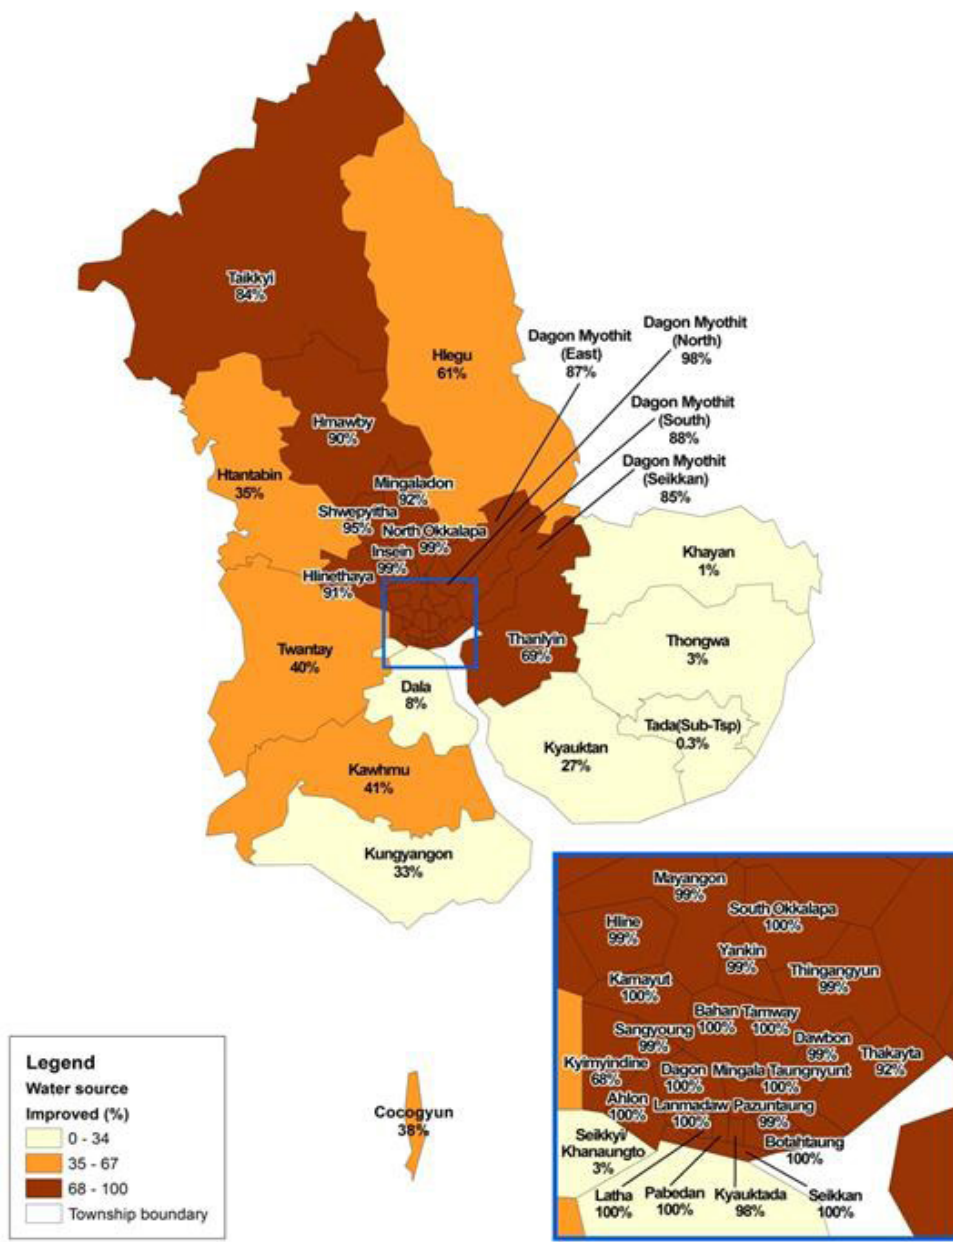 Taikkyi
84%
Hlegu
61%
Dagon Myothit
(East)
87%
Dagon Myothit
(North)
98%
Dagon Myothit
(South)
88%
Dagon Myothit
(Seikkan)
85%
Hmawby
90%
Htantabin
35%
Mingaladon
92%
Shwepyitha
95%
North Okkalapa
99%
Insein
99%
Hlinethaya
91%
Khayan
1%
Thongwa
3%
Thanlyin
69%
Twantay
40%
Dala
8%
Tada(Sub-Tsp)
0.3%
Kyauktan
27%
Kawhmu
41%
Kungyangon
33%
Cocogyun
38%
Legend
Water source
Improved (%)
0 - 34
35 - 67
68 - 100
Township boundary
Mayangon
99%
South Okkalapa
100%
Hline
99%
Yankin
99%
Thingangyun
99%
Kamayut
100%
Bahan
100%
Tamway
100%
Sangyoung
99%
Dawbon
99%
Thakayta
92%
Kyimyindine
68%
Dagon
100%
Mingala Taungnyunt
100%
Ahlon
100%
Lanmadaw
100%
Pazuntaung
99%
Botahtaung
100%
Seikkyi/
Khanaungto
3%
Latha
100%
Pabedan
100%
Kyauktada
98%
Seikkan
100%